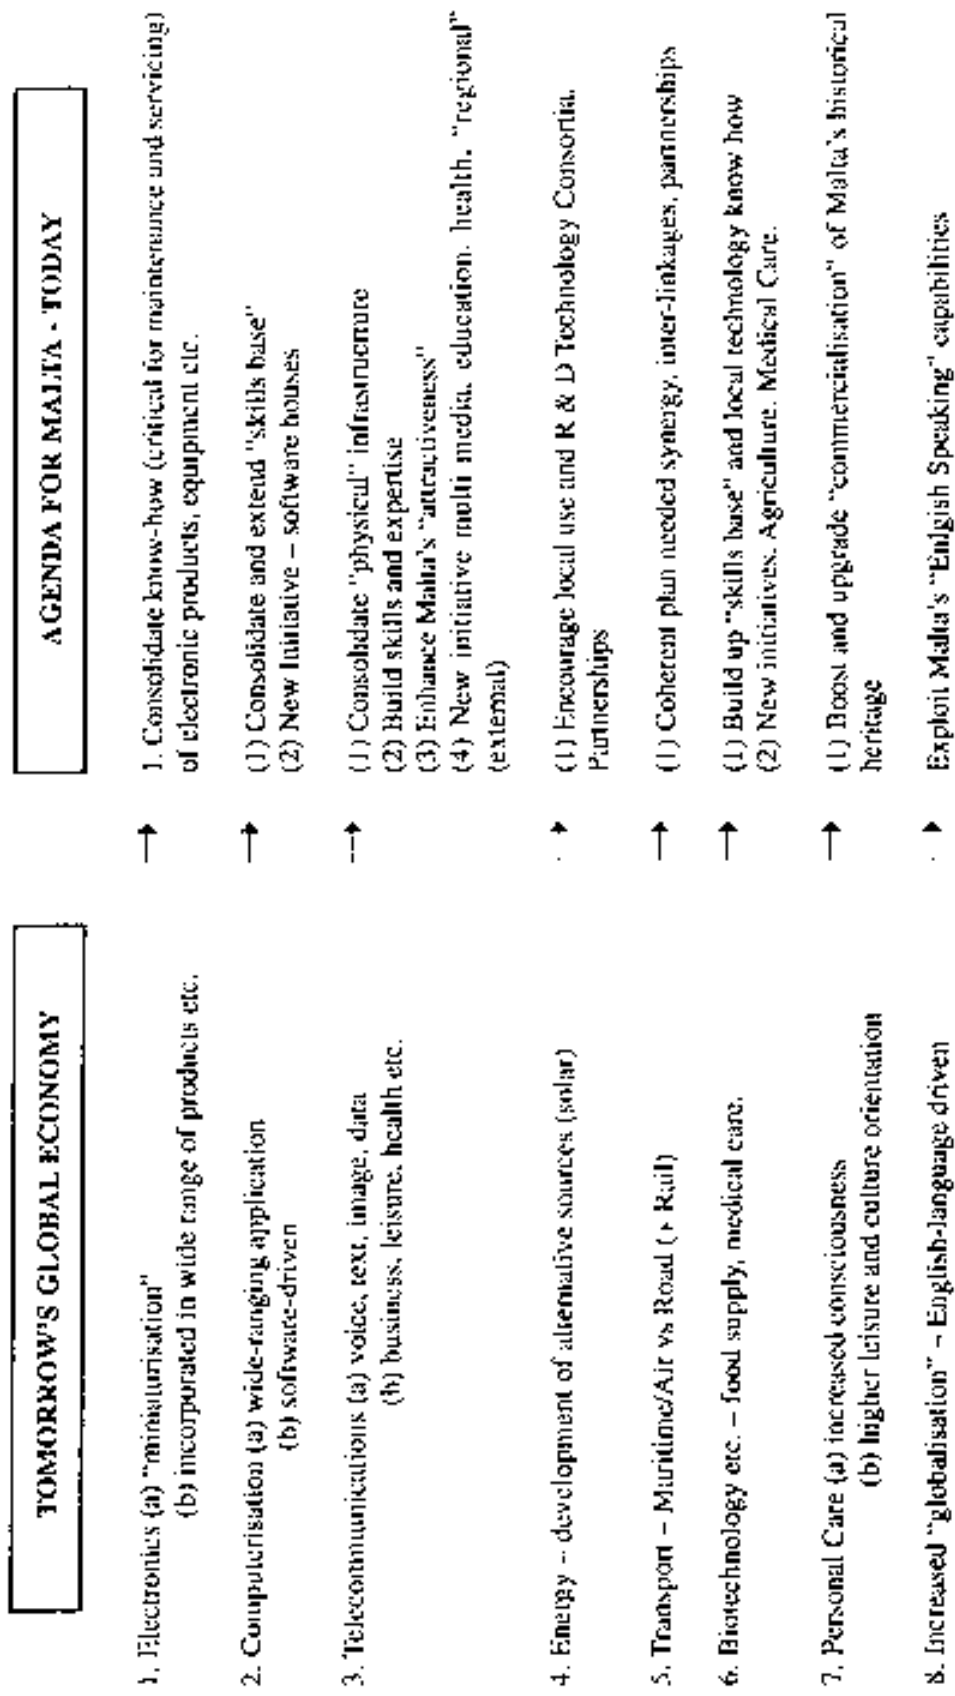 TOMORROW'S GLOBAL ECONOMY
AGENDA FOR MALTA - TODAY
1. Electronics (a) "miniaturisation"
(b) incorporated in wide range of products etc.
→
1. Consolidate know-how (critical for maintenance and servicing)
of electronic products, equipment etc.
2. Computerisation (a) wide-ranging application
(b) software-driven
→
(1) Consolidate and extend "skills base"
(2) New Initiative – software houses
3. Telecommunications (a) voice, text, image, data
(b) business, leisure, health etc.
→
(1) Consolidate "physical" infrastructure
(2) Build skills and expertise
(3) Enhance Malta's "attractiveness"
(4) New initiative multi media, education, health, "regional"
(external)
4. Energy – development of alternative sources (solar)
→
(1) Encourage local use and R & D Technology Consortia,
Partnerships
5. Transport – Maritime/Air vs Road (+ Rail)
→
(1) Coherent plan needed synergy, inter-linkages, partnerships
6. Biotechnology etc. – food supply, medical care.
→
(1) Build up "skills base" and local technology know how
(2) New initiatives. Agriculture. Medical Care.
7. Personal Care (a) increased consciousness
(b) higher leisure and culture orientation
→
(1) Boost and upgrade "commercialisation" of Malta's historical
heritage
8. Increased "globalisation" – English-language driven
→
Exploit Malta's "Enlgish Speaking" capabilities